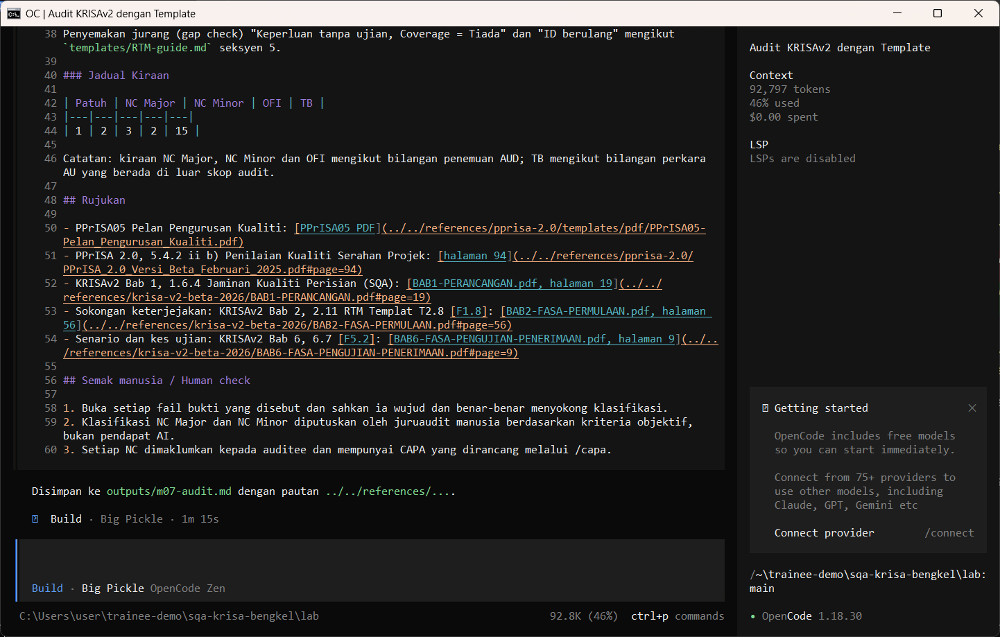 OC | Audit KRISAv2 dengan Template
38 Penyemakan jurang (gap check) "Keperluan tanpa ujian, Coverage = Tiada" dan "ID berulang" mengikut
`templates/RTM-guide.md` seksyen 5.
39
40 ### Jadual Kiraan
41
42 | Patuh | NC Major | NC Minor | OFI | TB |
43 |---|---|---|---|---|
44 | 1 | 2 | 3 | 2 | 15 |
45
46 Catatan: kiraan NC Major, NC Minor dan OFI mengikut bilangan penemuan AUD; TB mengikut bilangan perkara
AU yang berada di luar skop audit.
47
48 ## Rujukan
49
50 - PPrISA05 Pelan Pengurusan Kualiti: [PPrISA05 PDF](../../references/pprisa-2.0/templates/pdf/PPrISA05-
Pelan_Pengurusan_Kualiti.pdf)
51 - PPrISA 2.0, 5.4.2 ii b) Penilaian Kualiti Serahan Projek: [halaman 94](../../references/pprisa-2.0/
PPrISA_2.0_Versi_Beta_Februari_2025.pdf#page=94)
52 - KRISAv2 Bab 1, 1.6.4 Jaminan Kualiti Perisian (SQA): [BAB1-PERANCANGAN.pdf, halaman 19](../../
references/krisa-v2-beta-2026/BAB1-PERANCANGAN.pdf#page=19)
53 - Sokongan keterjejakan: KRISAv2 Bab 2, 2.11 RTM Templat T2.8 [F1.8]: [BAB2-FASA-PERMULAAN.pdf, halaman
56](../../references/krisa-v2-beta-2026/BAB2-FASA-PERMULAAN.pdf#page=56)
54 - Senario dan kes ujian: KRISAv2 Bab 6, 6.7 [F5.2]: [BAB6-FASA-PENGUJIAN-PENERIMAAN.pdf, halaman 9](../..
/references/krisa-v2-beta-2026/BAB6-FASA-PENGUJIAN-PENERIMAAN.pdf#page=9)
55
56 ## Semak manusia / Human check
57
58 1. Buka setiap fail bukti yang disebut dan sahkan ia wujud dan benar-benar menyokong klasifikasi.
59 2. Klasifikasi NC Major dan NC Minor diputuskan oleh juruaudit manusia berdasarkan kriteria objektif,
bukan pendapat AI.
60 3. Setiap NC dimaklumkan kepada auditee dan mempunyai CAPA yang dirancang melalui /capa.
Disimpan ke outputs/m07-audit.md dengan pautan ../../references/....
Build · Big Pickle · 1m 15s
Build · Big Pickle OpenCode Zen
C:\Users\user\trainee-demo\sqa-krisa-bengkel\lab
92.8K (46%) ctrl+p commands
Audit KRISAv2 dengan Template
Context
92,797 tokens
46% used
$0.00 spent
LSP
LSPs are disabled
Getting started
OpenCode includes free models
so you can start immediately.
Connect from 75+ providers to
use other models, including
Claude, GPT, Gemini etc
Connect provider /connect
/~\trainee-demo\sqa-krisa-bengkel\lab:
main
• OpenCode 1.18.30